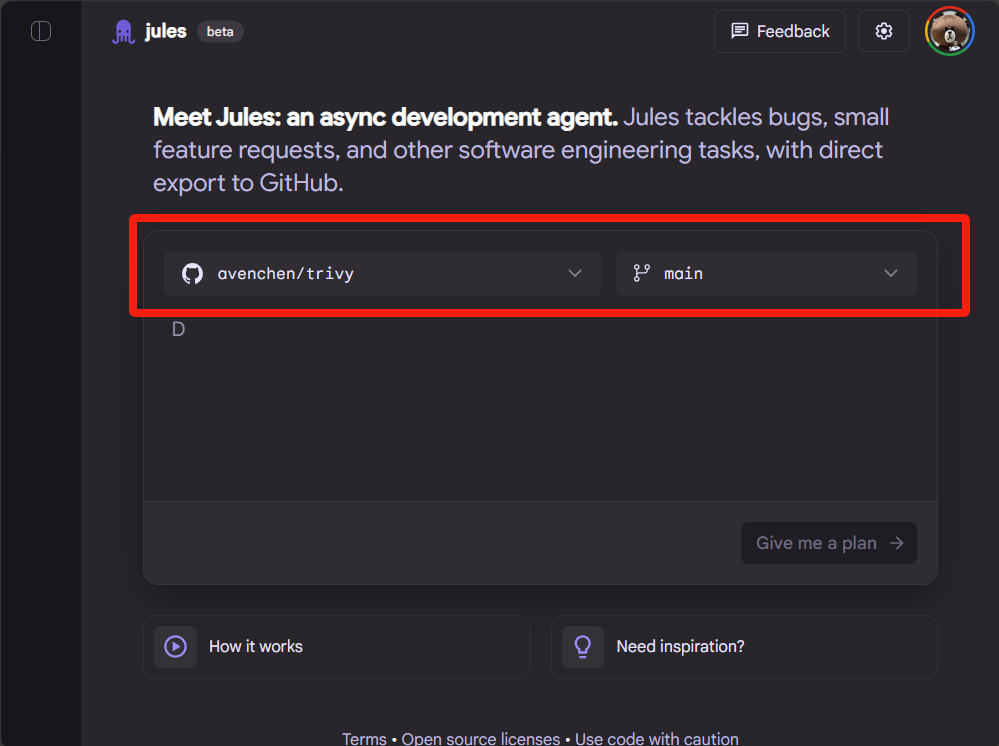 jules beta Feedback
Meet Jules: an async development agent. Jules tackles bugs, small
feature requests, and other software engineering tasks, with direct
export to GitHub.
avenchen/trivy main
D
Give me a plan →
How it works Need inspiration?
Terms • Open source licenses • Use code with caution